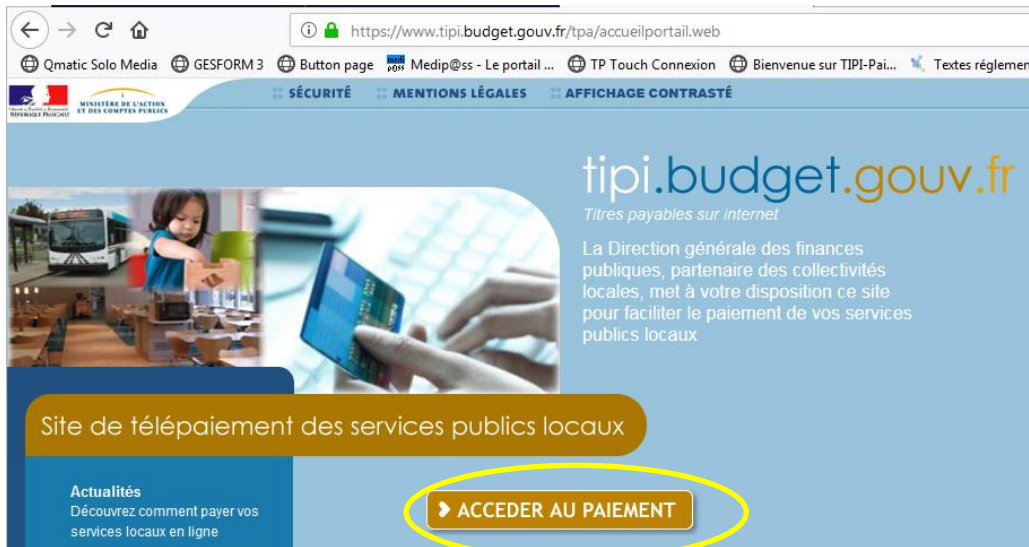 https://www.tipi.budget.gouv.fr/tpa/accueilportail.web
Qmatic Solo Media GESFORM 3 Button page Medip@ss - Le portail ... TP Touch Connexion Bienvenue sur TIPI-Pai... Textes régleme
MINISTÈRE DE L'ACTION
ET DES COMPTES PUBLICS
RÉPUBLIQUE FRANÇAISE
SÉCURITÉ MENTIONS LÉGALES AFFICHAGE CONTRASTÉ
tipi.budget.gouv.fr
Titres payables sur internet
La Direction générale des finances
publiques, partenaire des collectivités
locales, met à votre disposition ce site
pour faciliter le paiement de vos services
publics locaux
Site de télépaiement des services publics locaux
Actualités
Découvrez comment payer vos
services locaux en ligne
ACCEDER AU PAIEMENT